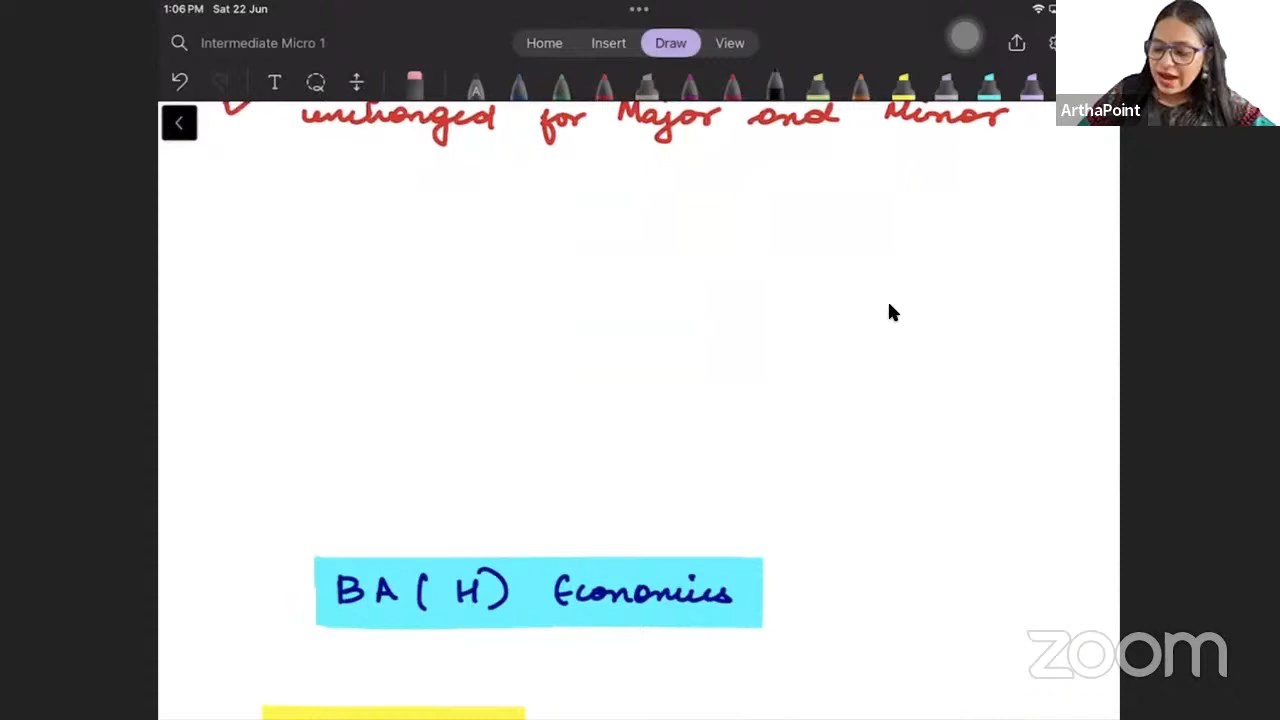 1:06 PM Sat 22 Jun
Intermediate Micro 1
Home Insert Draw View
T
A
ArthaPoint
unchanged for Major and Minor
BA (H) Economics
zoom